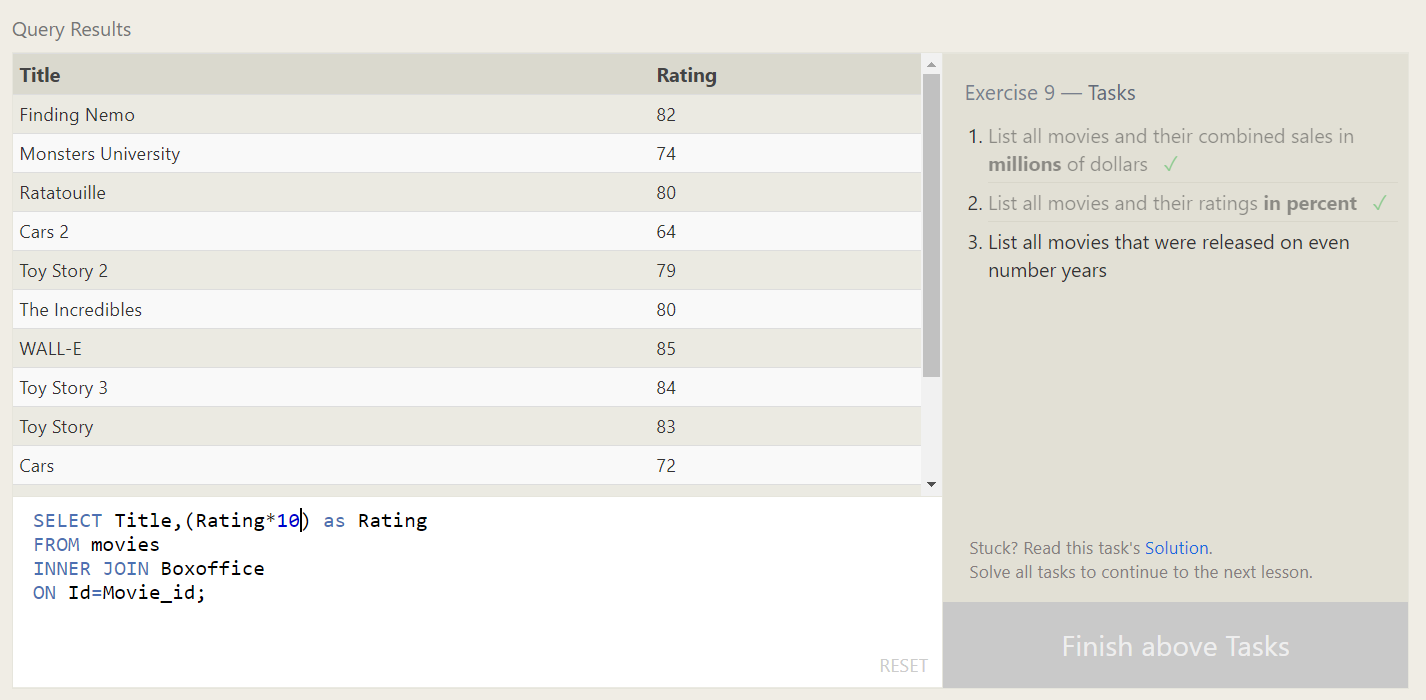 Query Results
Title Rating
Finding Nemo 82
Monsters University 74
Ratatouille 80
Cars 2 64
Toy Story 2 79
The Incredibles 80
WALL-E 85
Toy Story 3 84
Toy Story 83
Cars 72
SELECT Title,(Rating*10) as Rating
FROM movies
INNER JOIN Boxoffice
ON Id=Movie_id;
RESET
Exercise 9 — Tasks
1. List all movies and their combined sales in
millions of dollars ✓
2. List all movies and their ratings in percent ✓
3. List all movies that were released on even
number years
Stuck? Read this task's Solution.
Solve all tasks to continue to the next lesson.
Finish above Tasks